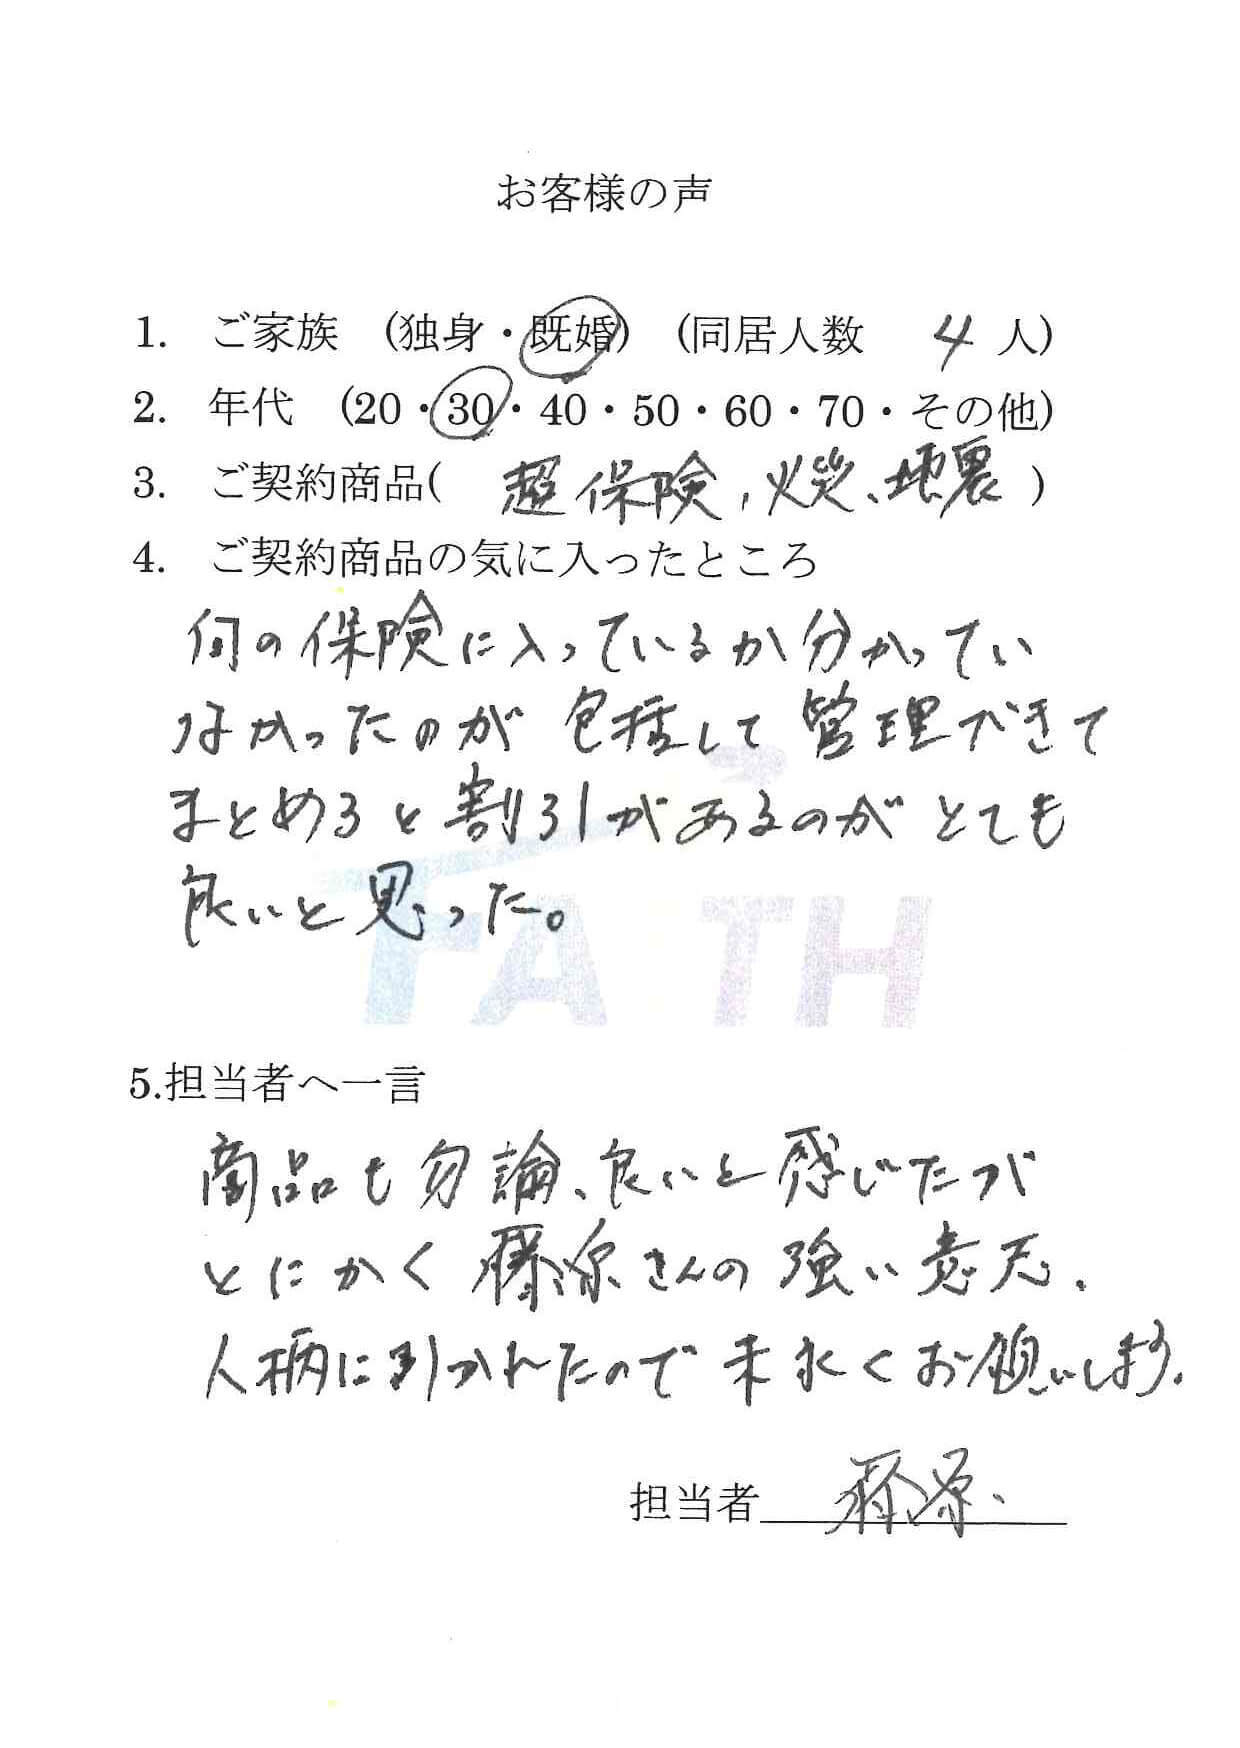 お客様の声
1. ご家族 (独身・既婚) (同居人数 4 人)
2. 年代 (20・30・40・50・60・70・その他)
3. ご契約商品( 超保険, 火災、地震 )
4. ご契約商品の気に入ったところ
何の保険に入っているか分かってい
なかったのが 包括して 管理ができて
まとめると割引があるのがとても
良いと思った。
FAITH
5.担当者へ一言
商品も勿論、良いと感じたが
とにかく 藤原さんの 強い意志、
人柄に引かれたので 末永くお願いします。
担当者 藤原、